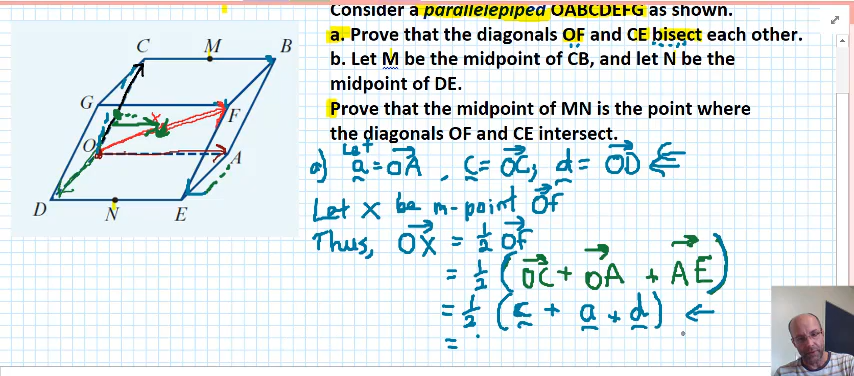 Consider a parallelepiped OABCDEFG as shown.
a. Prove that the diagonals OF and CE bisect each other.
b. Let M be the midpoint of CB, and let N be the
midpoint of DE.
Prove that the midpoint of MN is the point where
the diagonals OF and CE intersect.
C M B
G
F
X
O
A
D N E
a) Let a = OA, c = OC, d = OD
Let X be m-point OF
Thus, OX = 1/2 OF
= 1/2 (OC + OA + AE)
= 1/2 (c + a + d) ←
=